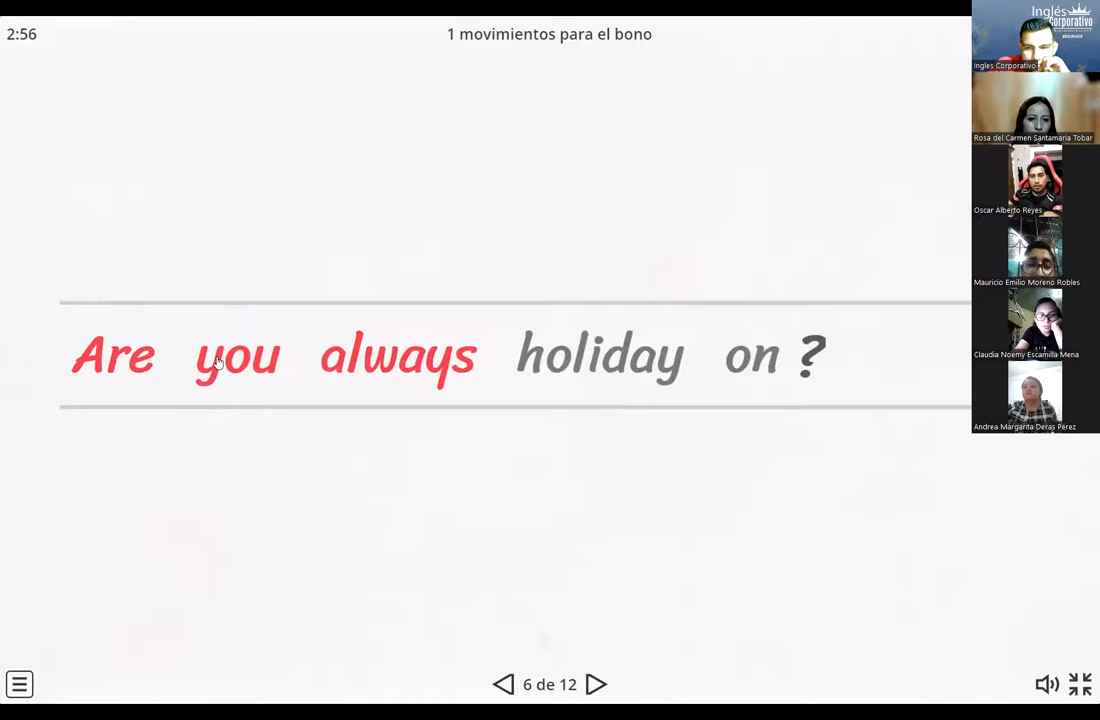 2:56
1 movimientos para el bono
Are you always holiday on ?
6 de 12
Inglés
Corporativo
Ingles Corporativo
Rosa del Carmen Santamaria Tobar
Oscar Alberto Reyes
Mauricio Emilio Moreno Robles
Claudia Noemy Escamilla Mena
Andrea Margarita Deras Pérez